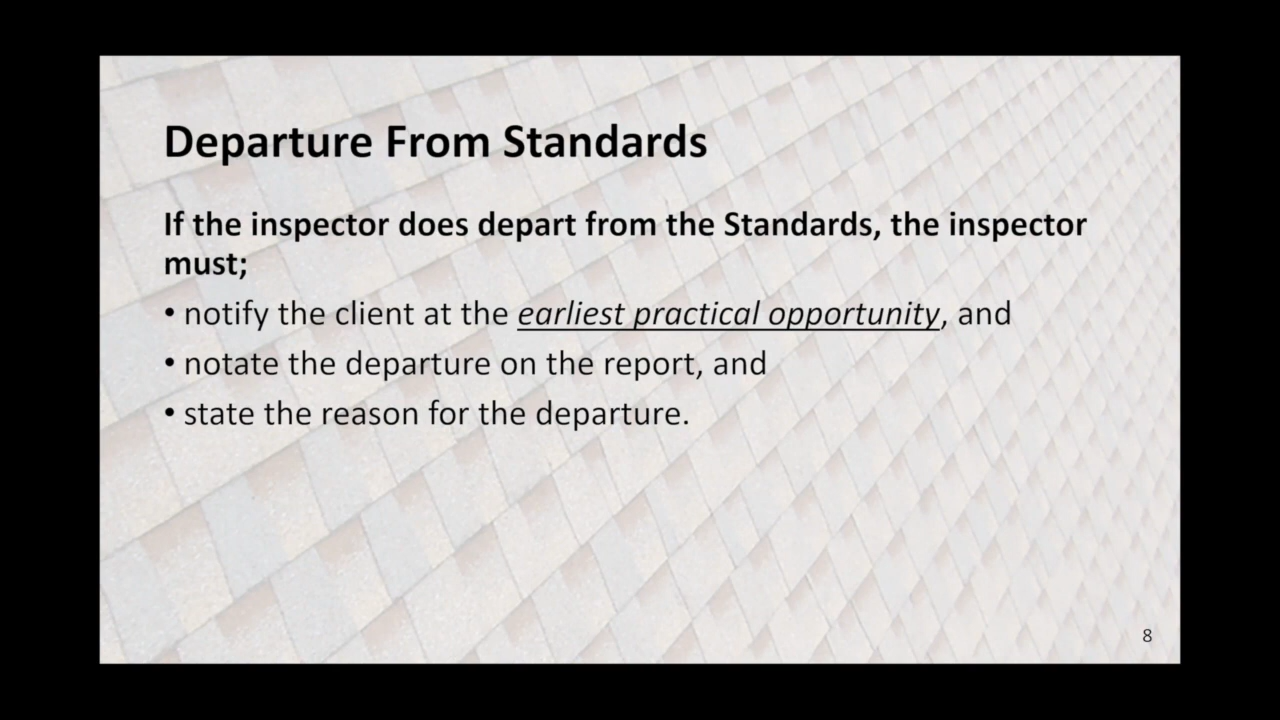 Departure From Standards
If the inspector does depart from the Standards, the inspector
must;
• notify the client at the earliest practical opportunity, and
• notate the departure on the report, and
• state the reason for the departure.
8